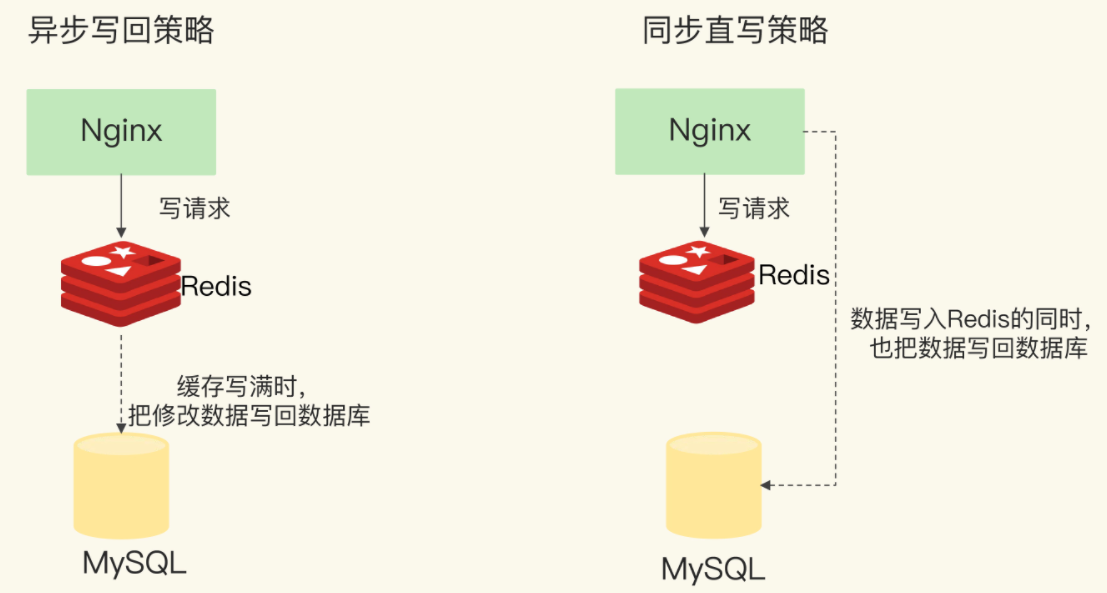 异步写回策略
同步直写策略
Nginx
Nginx
写请求
写请求
Redis
Redis
数据写入Redis的同时，
也把数据写回数据库
缓存写满时，
把修改数据写回数据库
MySQL
MySQL